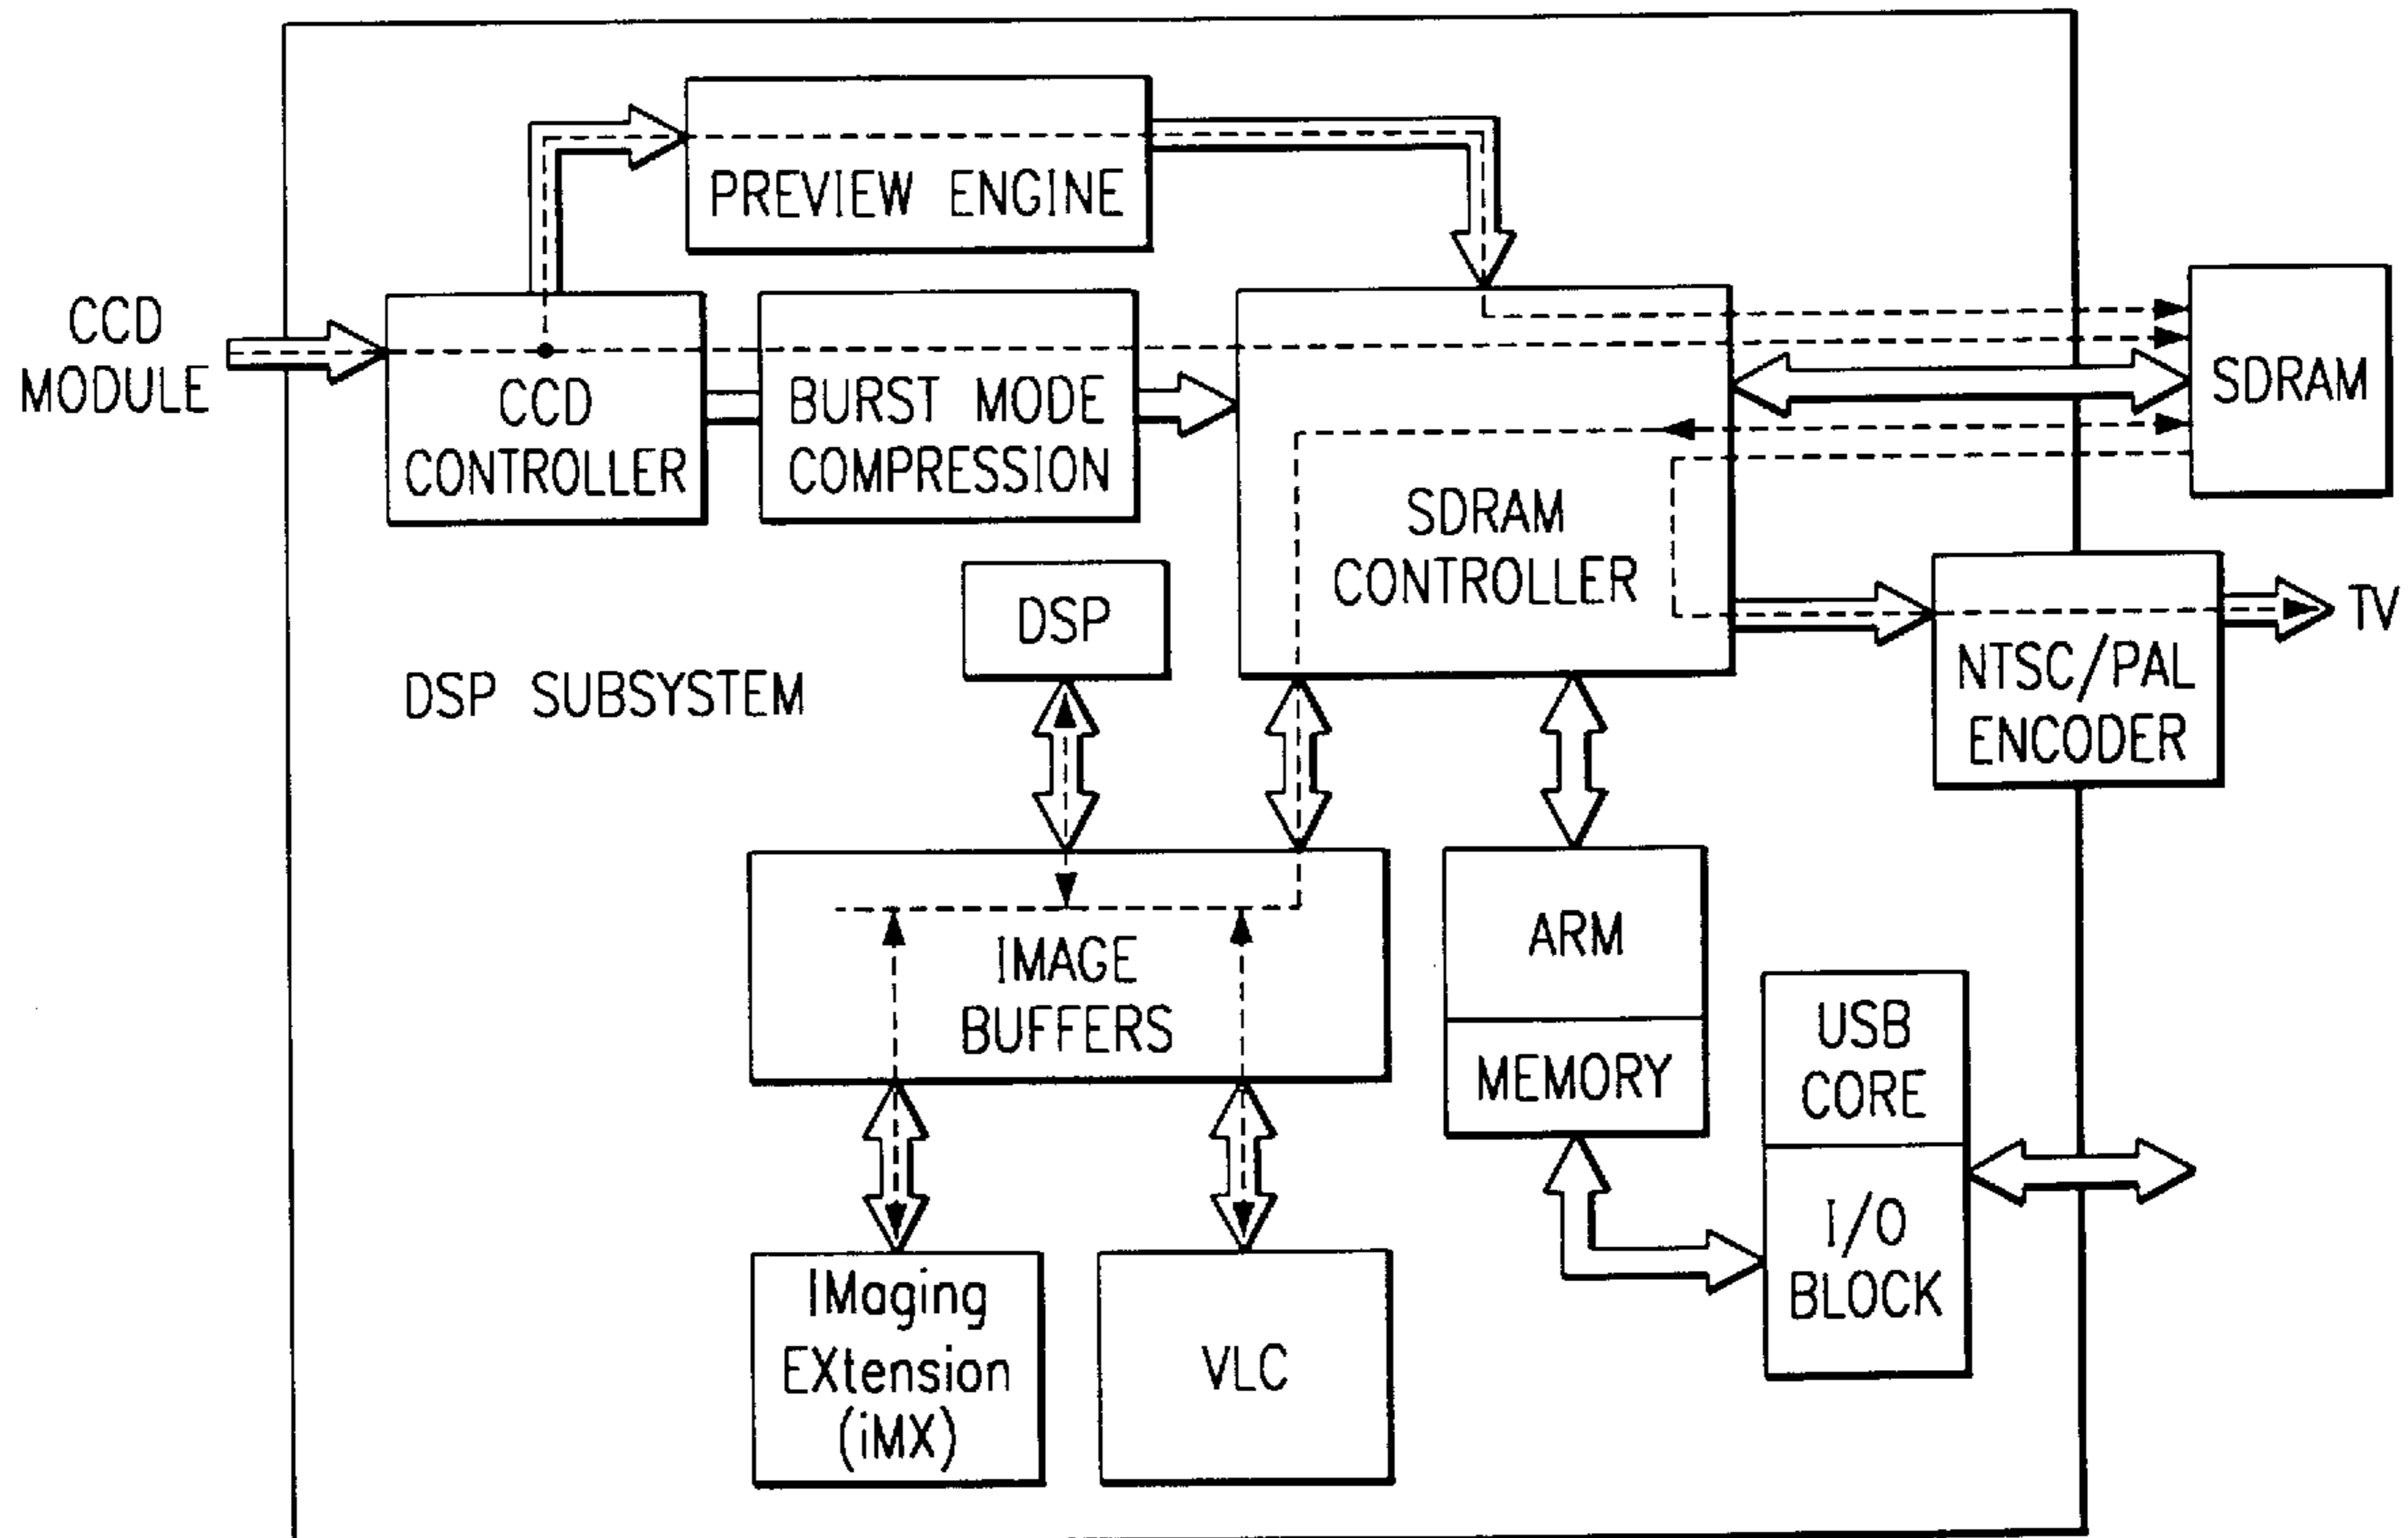 PREVIEW ENGINE
CCD
MODULE
CCD
CONTROLLER
BURST MODE
COMPRESSION
SDRAM
CONTROLLER
SDRAM
DSP
NTSC/PAL
ENCODER
TV
DSP SUBSYSTEM
IMAGE
BUFFERS
ARM
MEMORY
USB
CORE
I/O
BLOCK
IMaging
EXtension
(iMX)
VLC